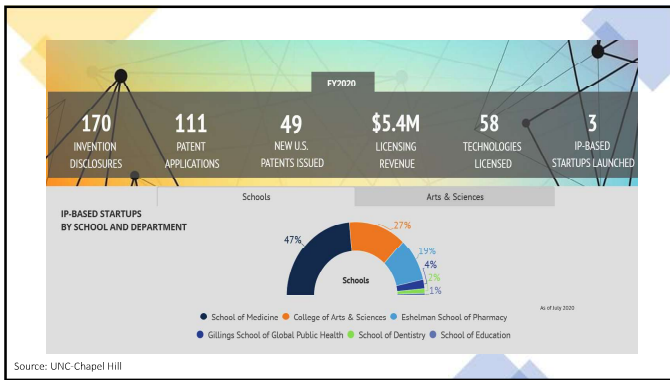 FY2020
170
INVENTION
DISCLOSURES
111
PATENT
APPLICATIONS
49
NEW U.S.
PATENTS ISSUED
$5.4M
LICENSING
REVENUE
58
TECHNOLOGIES
LICENSED
3
IP-BASED
STARTUPS LAUNCHED
Schools
Arts & Sciences
IP-BASED STARTUPS
BY SCHOOL AND DEPARTMENT
47%
27%
19%
4%
2%
1%
Schools
As of July 2020
School of Medicine College of Arts & Sciences Eshelman School of Pharmacy
Gillings School of Global Public Health School of Dentistry School of Education
Source: UNC-Chapel Hill